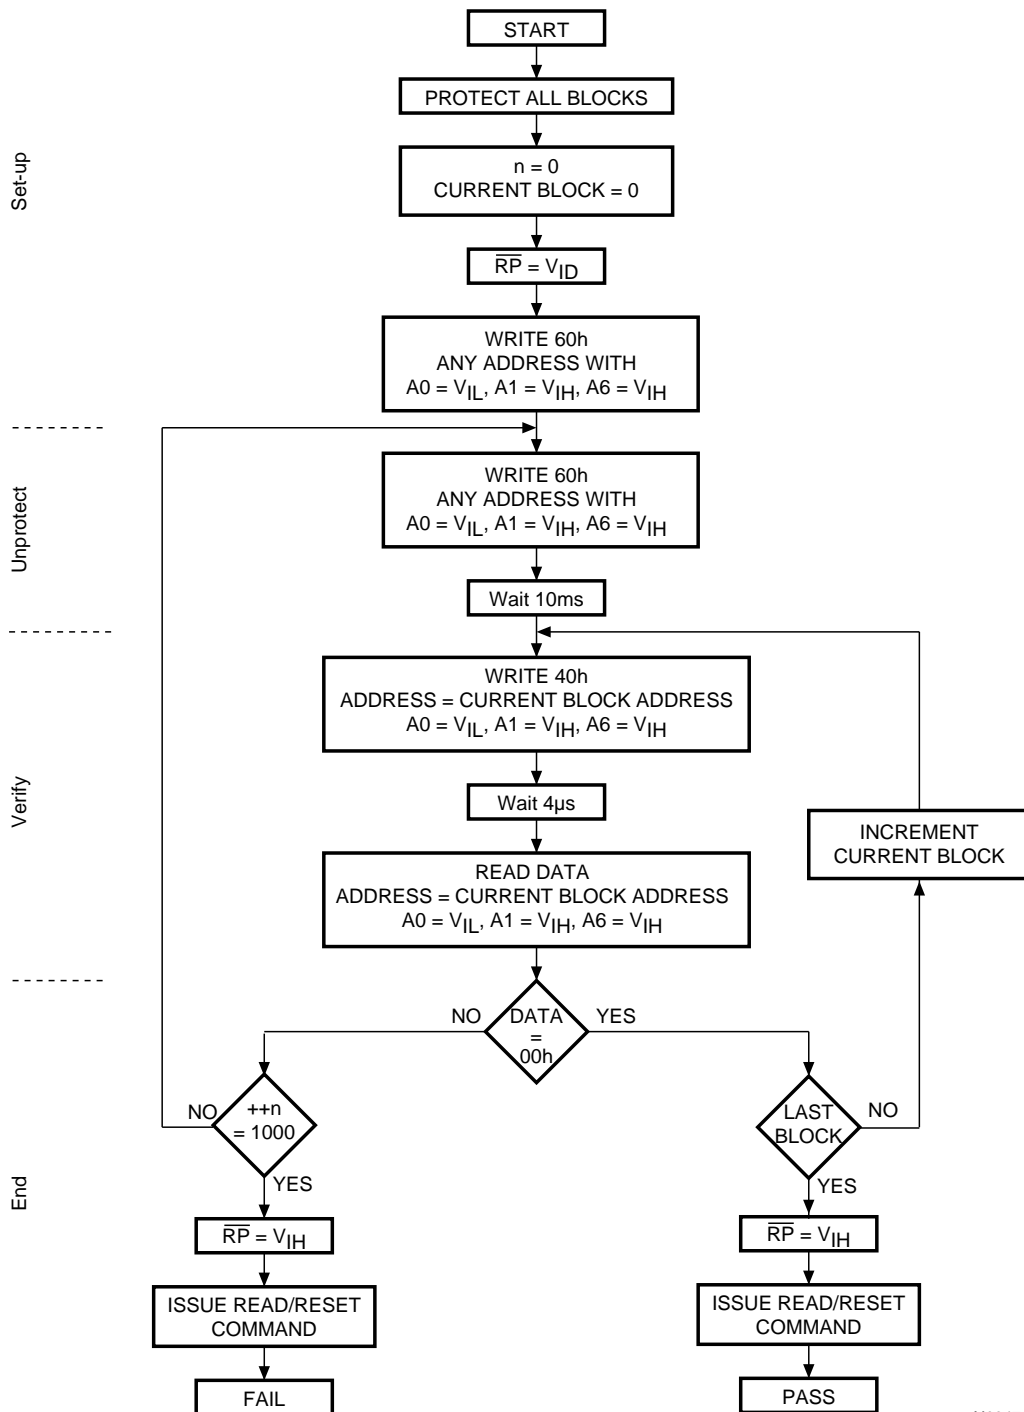 START
PROTECT ALL BLOCKS
Set-up
n = 0
CURRENT BLOCK = 0
RP = VID
WRITE 60h
ANY ADDRESS WITH
A0 = VIL, A1 = VIH, A6 = VIH
Unprotect
WRITE 60h
ANY ADDRESS WITH
A0 = VIL, A1 = VIH, A6 = VIH
Wait 10ms
Verify
WRITE 40h
ADDRESS = CURRENT BLOCK ADDRESS
A0 = VIL, A1 = VIH, A6 = VIH
Wait 4µs
INCREMENT
CURRENT BLOCK
READ DATA
ADDRESS = CURRENT BLOCK ADDRESS
A0 = VIL, A1 = VIH, A6 = VIH
End
NO
DATA
=
00h
YES
NO
++n
= 1000
YES
LAST
BLOCK
NO
YES
RP = VIH
RP = VIH
ISSUE READ/RESET
COMMAND
ISSUE READ/RESET
COMMAND
FAIL
PASS